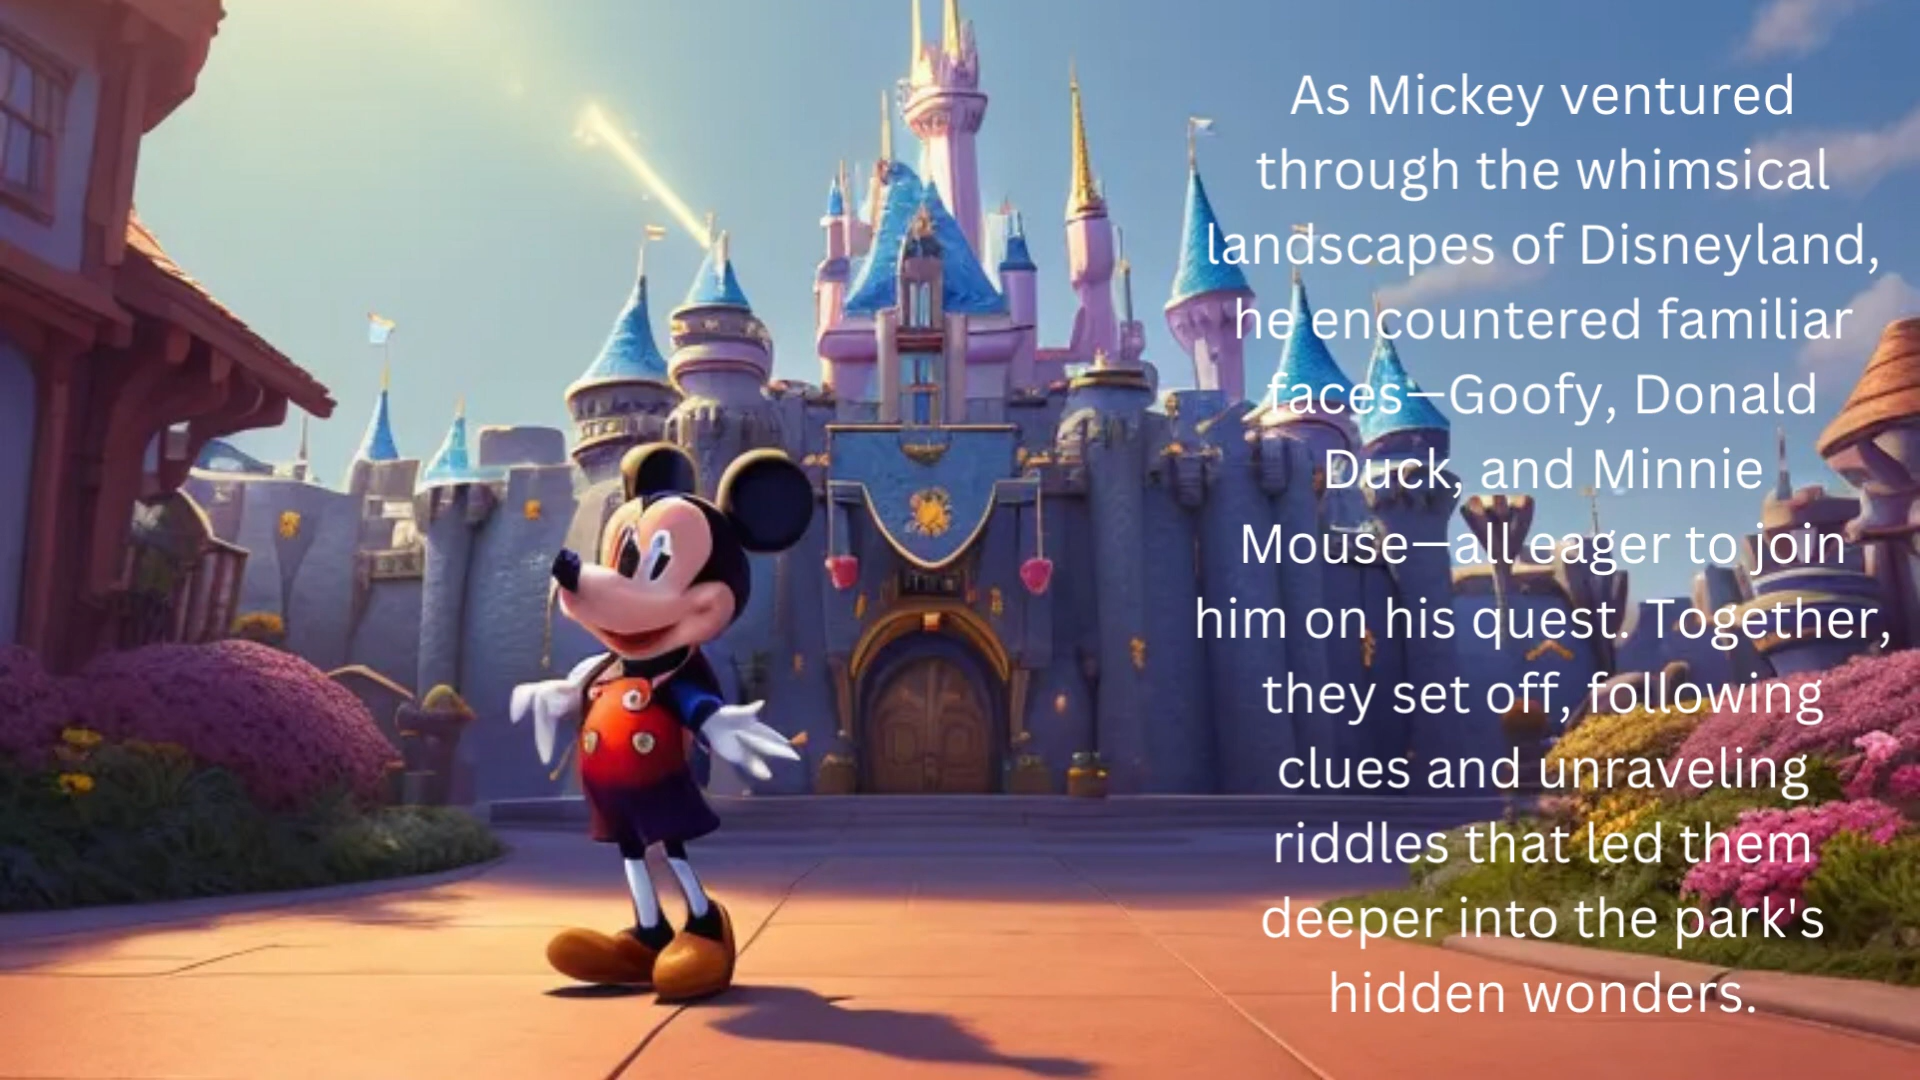 As Mickey ventured
through the whimsical
landscapes of Disneyland,
he encountered familiar
faces—Goofy, Donald
Duck, and Minnie
Mouse—all eager to join
him on his quest. Together,
they set off, following
clues and unraveling
riddles that led them
deeper into the park's
hidden wonders.